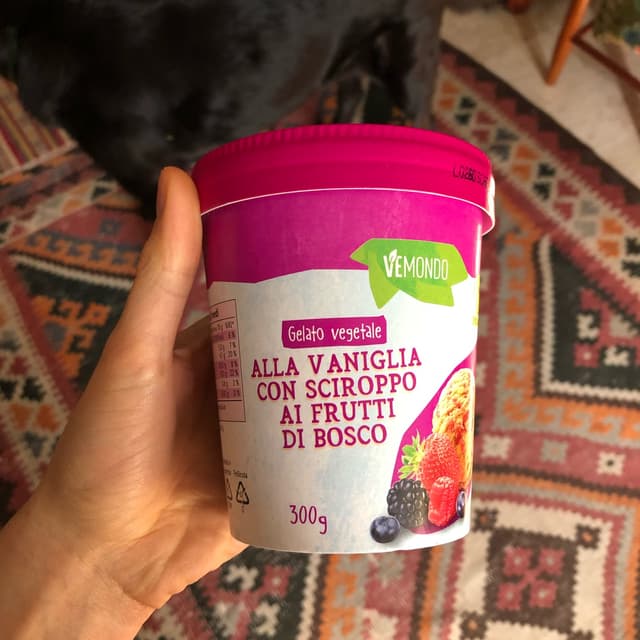 VEMONDO
Gelato vegetale
ALLA VANIGLIA
CON SCIROPPO
AI FRUTTI
DI BOSCO
300g